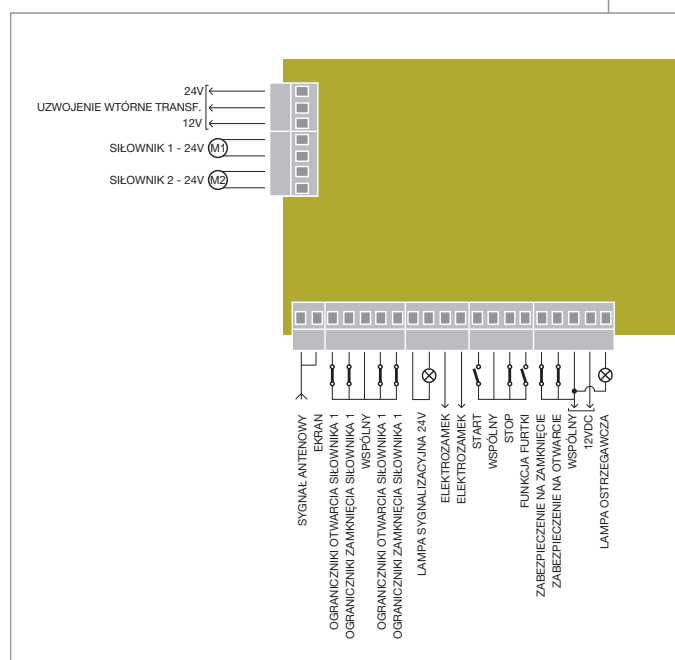 24V
UZWOJENIE WTÓRNE TRANSF.
12V
SIŁOWNIK 1 - 24V
M1
SIŁOWNIK 2 - 24V
M2
SYGNAŁ ANTENOWY
EKRAN
OGRANICZNIKI OTWARCIA SIŁOWNIKA 1
OGRANICZNIKI ZAMKNIĘCIA SIŁOWNIKA 1
WSPÓLNY
OGRANICZNIKI OTWARCIA SIŁOWNIKA 1
OGRANICZNIKI ZAMKNIĘCIA SIŁOWNIKA 1
LAMPA SYGNALIZACYJNA 24V
ELEKTROZAMEK
ELEKTROZAMEK
START
WSPÓLNY
STOP
FUNKCJA FURTKI
ZABEZPIECZENIE NA ZAMKNIĘCIE
ZABEZPIECZENIE NA OTWARCIE
WSPÓLNY
12VDC
LAMPA OSTRZEGAWCZA